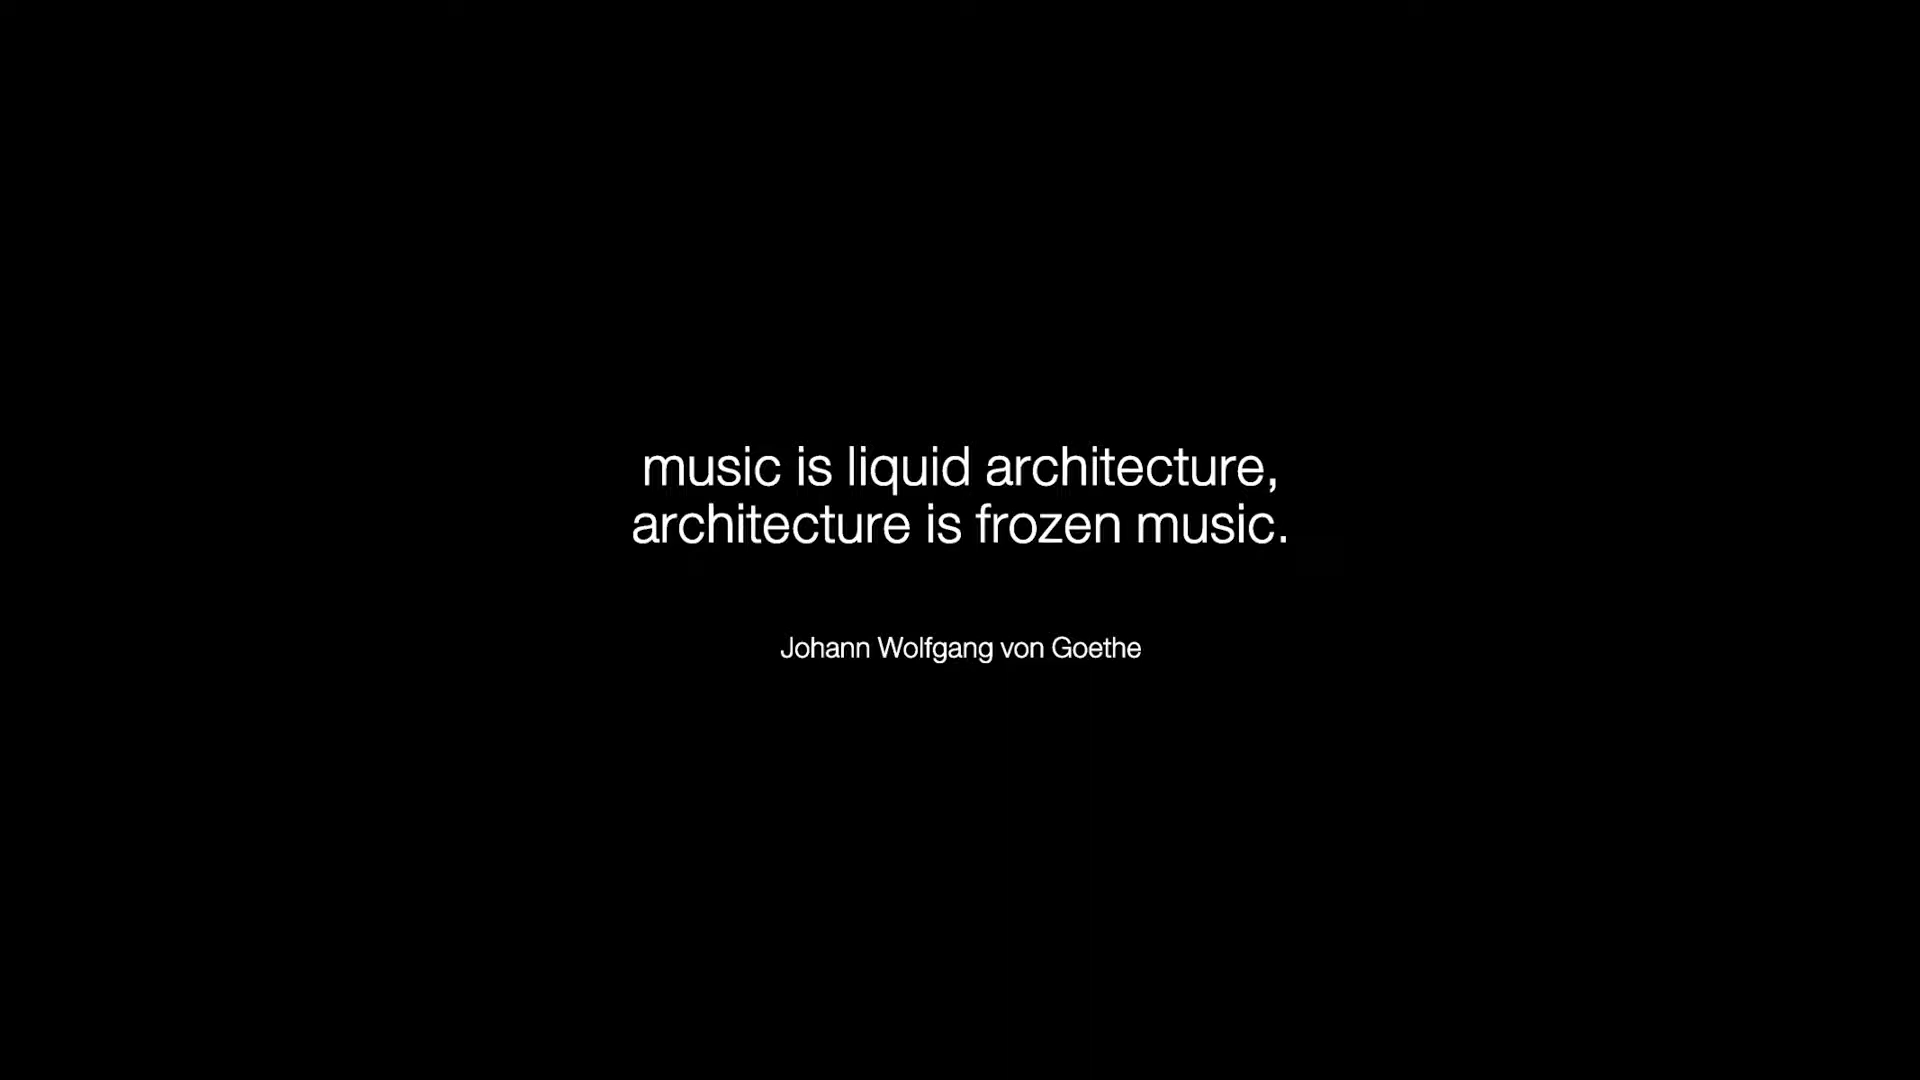 music is liquid architecture,
architecture is frozen music.
Johann Wolfgang von Goethe